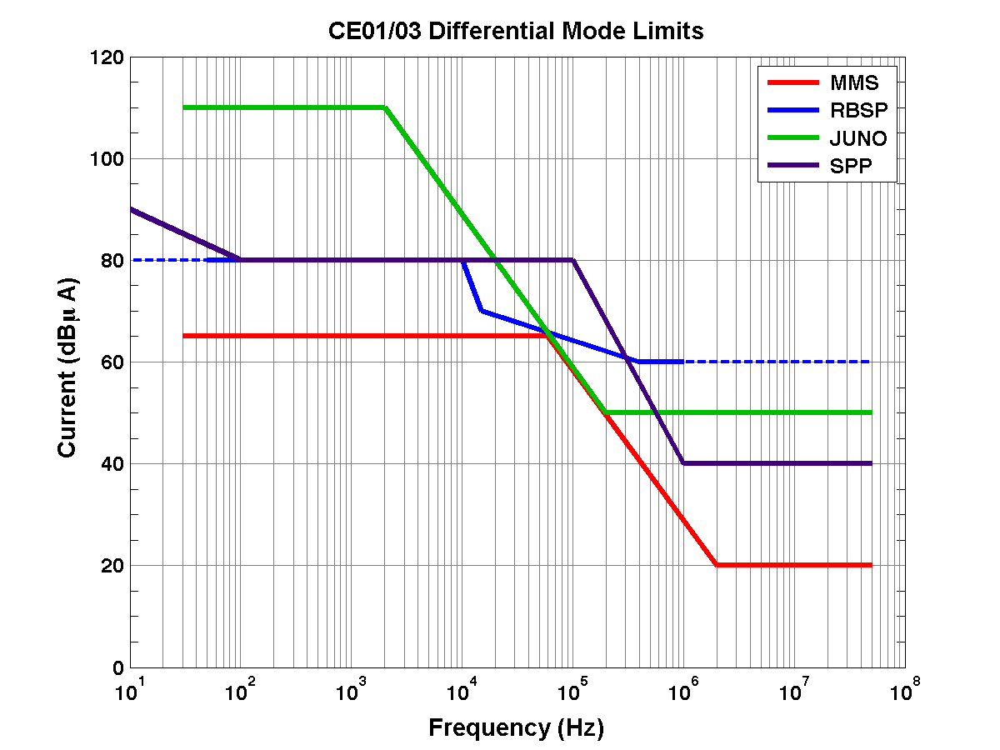 CE01/03 Differential Mode Limits
MMS
RBSP
JUNO
SPP
120
100
80
60
40
20
0
Current (dBμ A)
10¹ 10² 10³ 10⁴ 10⁵ 10⁶ 10⁷ 10⁸
Frequency (Hz)